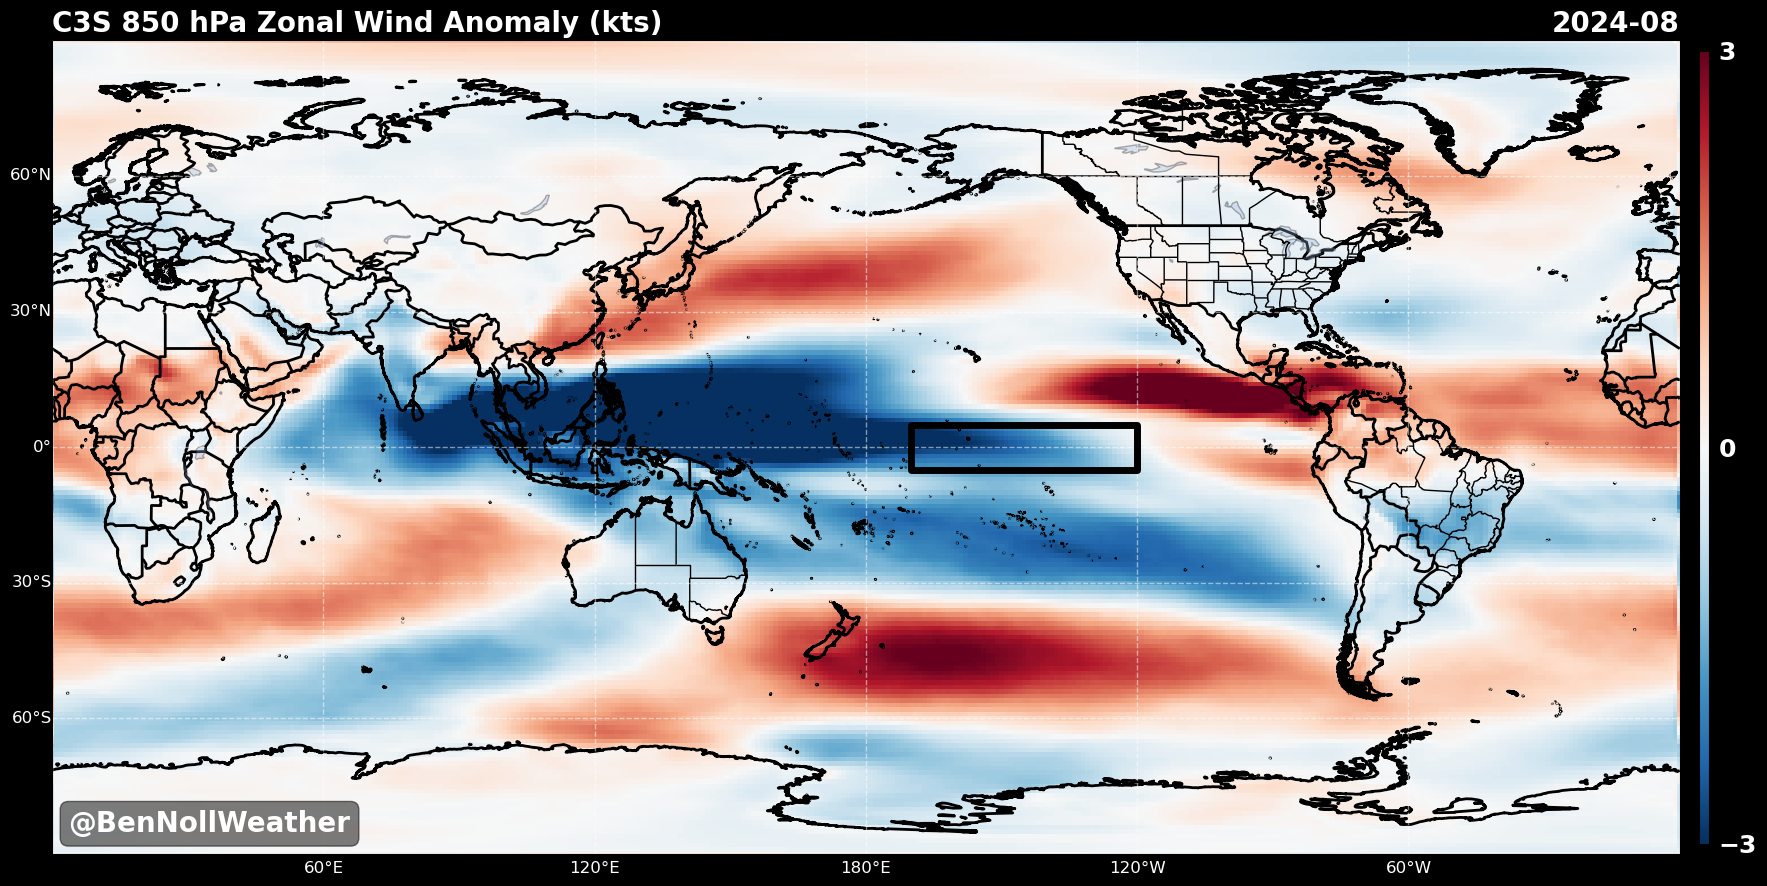 C3S 850 hPa Zonal Wind Anomaly (kts)
2024-08
3
60°N
30°N
0°
0
30°S
60°S
@BenNollWeather
−3
60°E
120°E
180°E
120°W
60°W